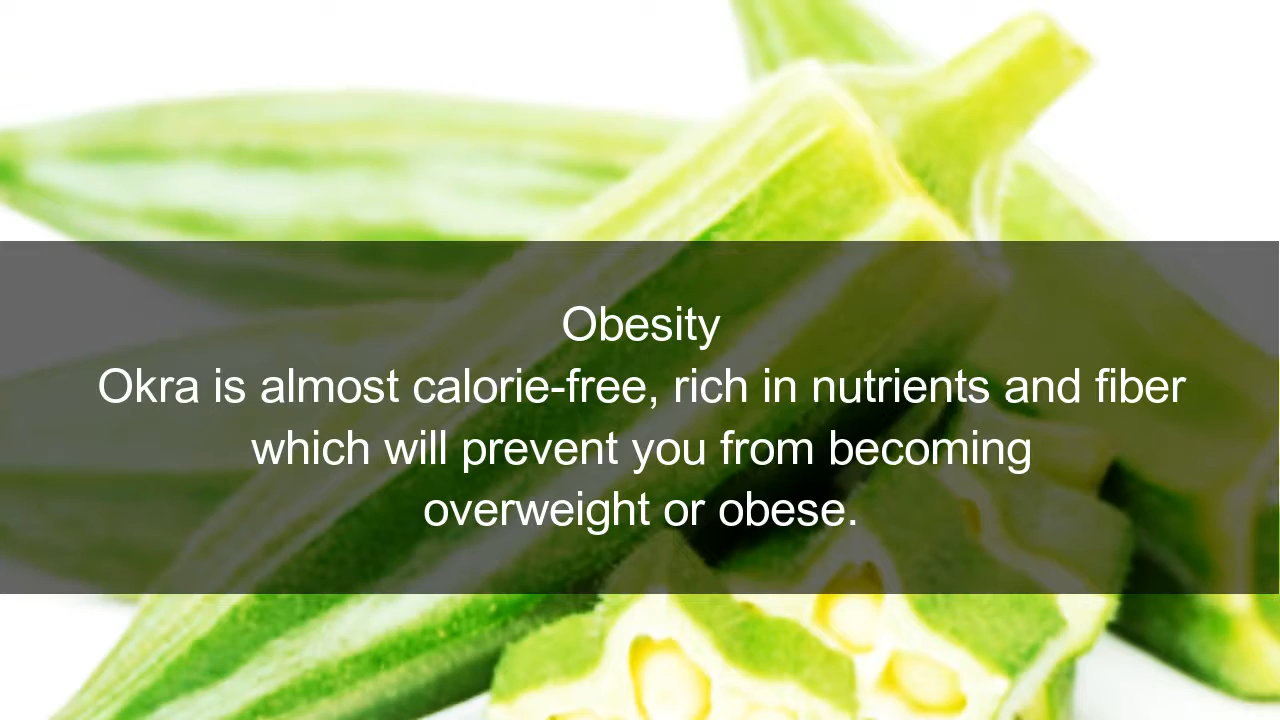 Obesity
Okra is almost calorie-free, rich in nutrients and fiber
which will prevent you from becoming
overweight or obese.